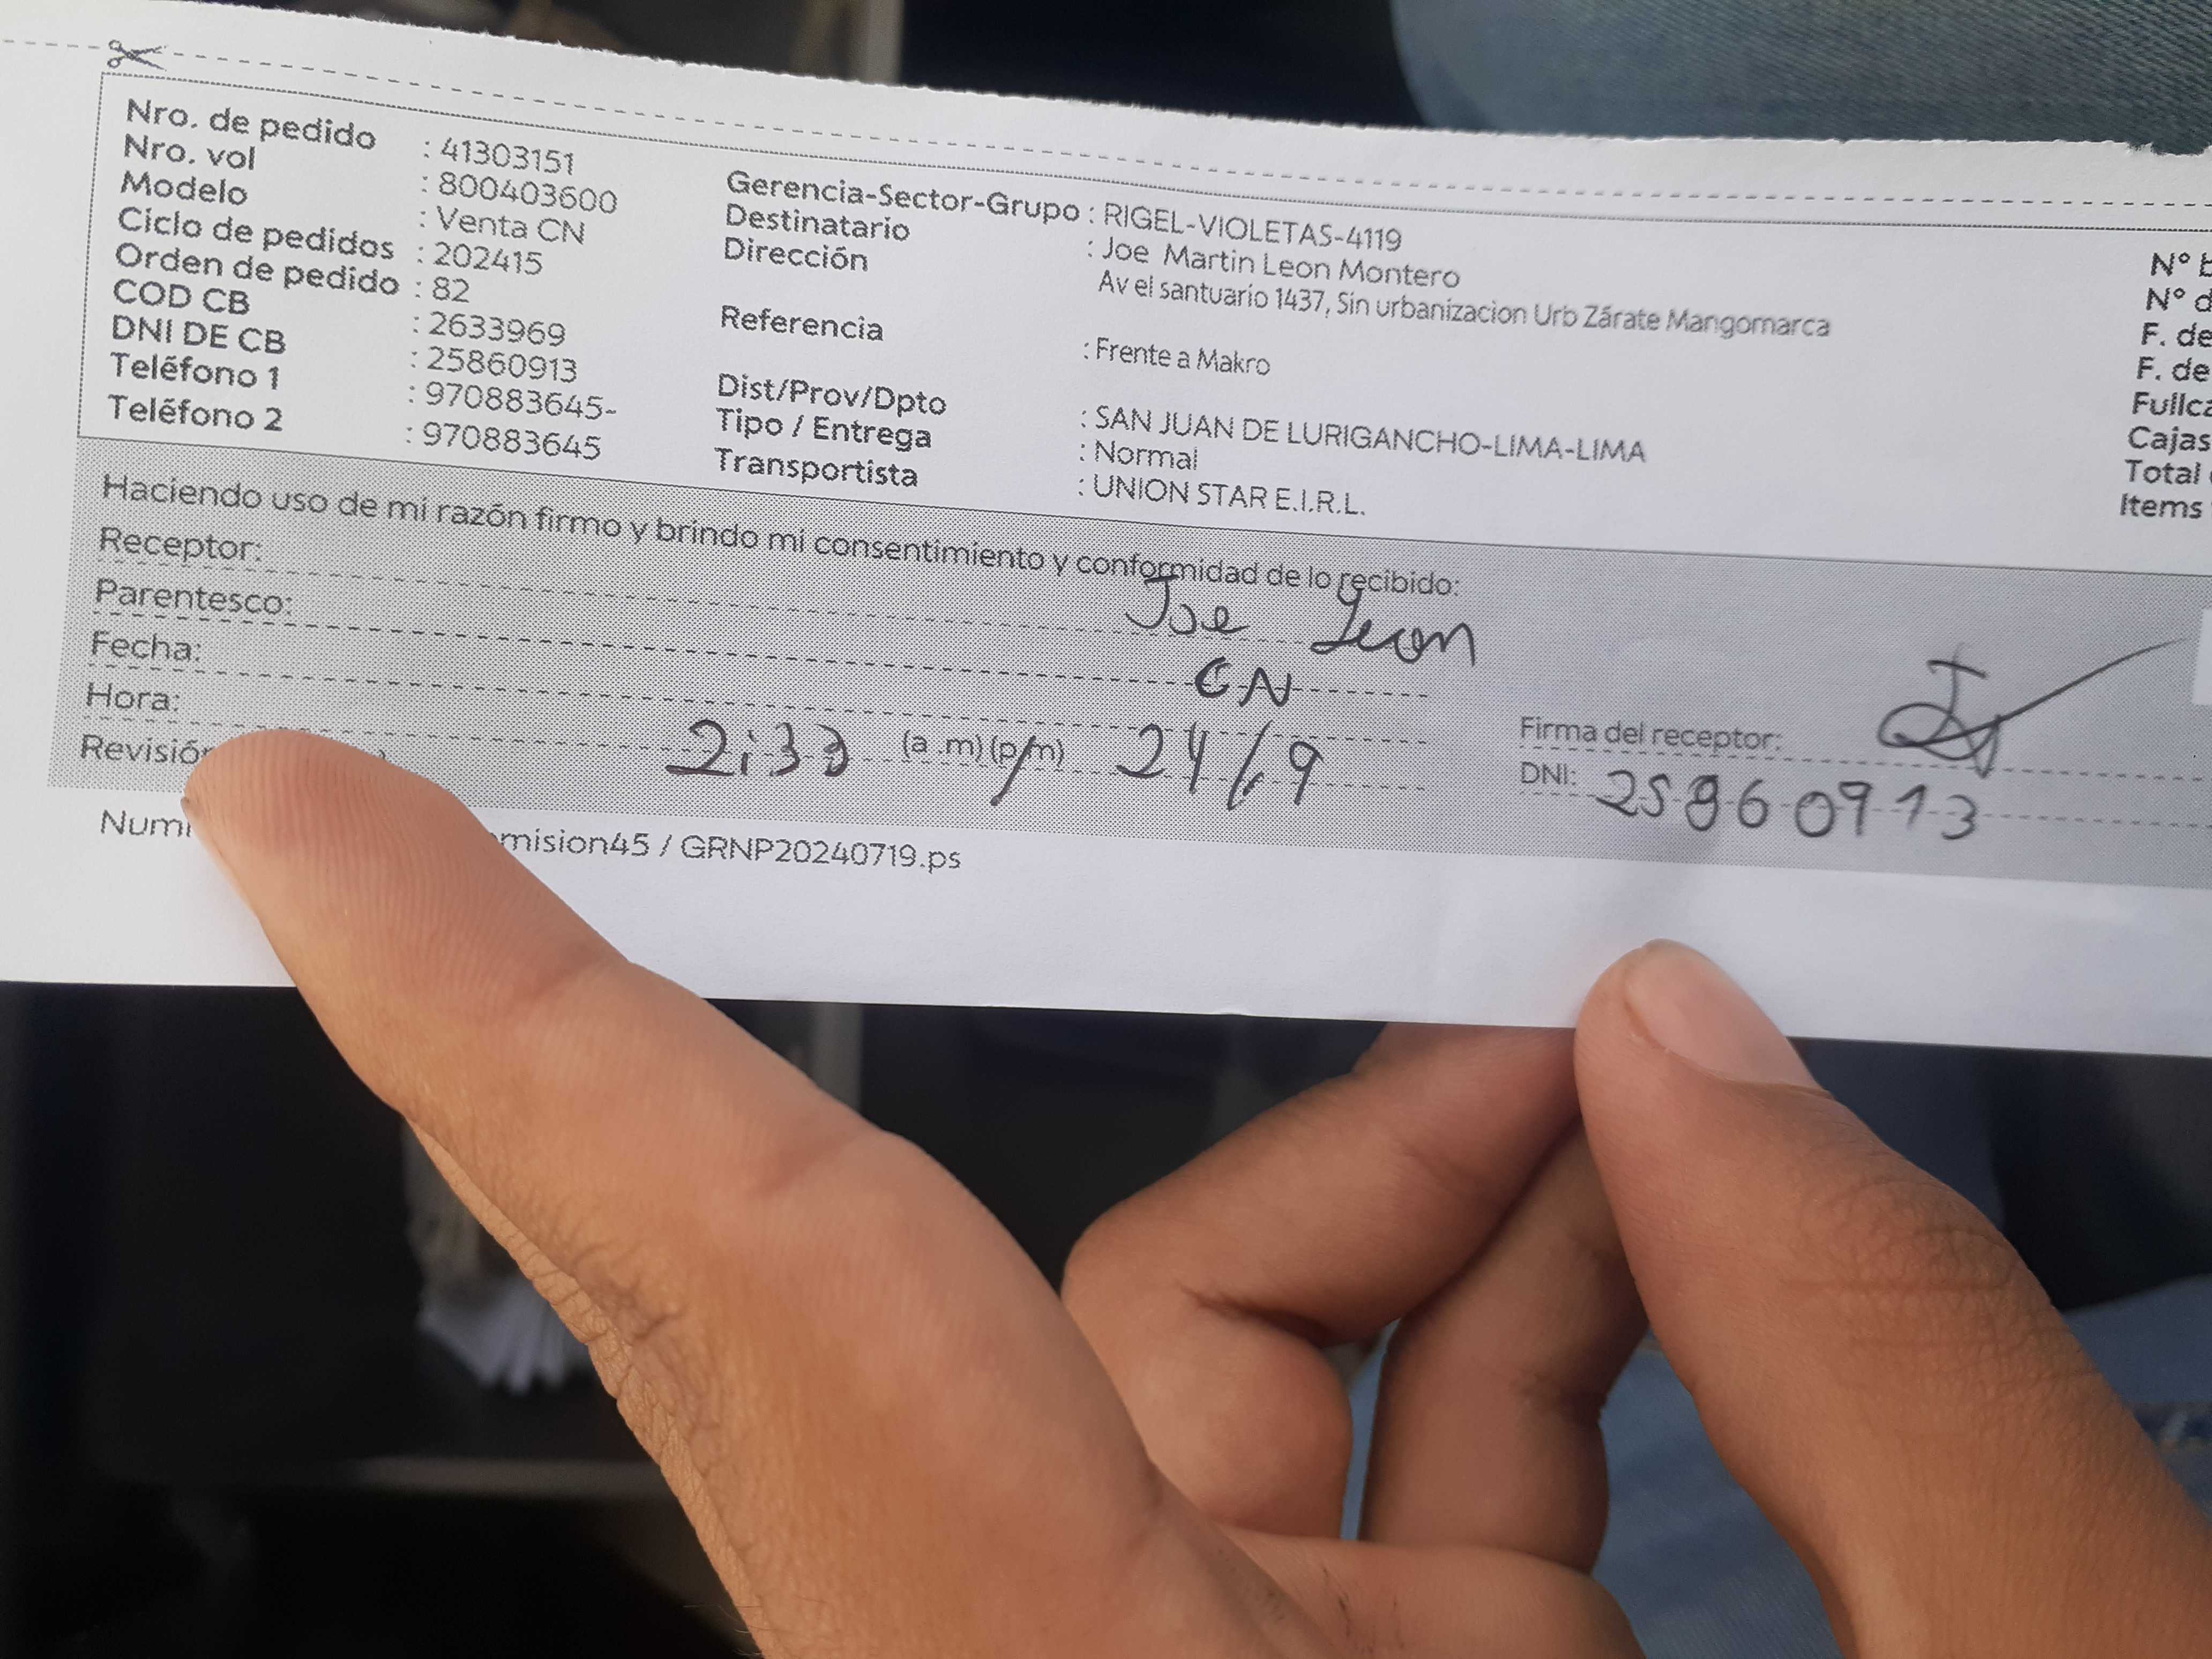 Nro. de pedido : 41303151
Nro. vol : 800403600
Modelo : Venta CN
Ciclo de pedidos : 202415
Orden de pedido : 82
COD CB : 2633969
DNI DE CB : 25860913
Teléfono 1 : 970883645-
Teléfono 2 : 970883645
Gerencia-Sector-Grupo : RIGEL-VIOLETAS-4119
Destinatario : Joe Martin Leon Montero
Dirección Av el santuario 1437, Sin urbanizacion Urb Zárate Mangomarca
Referencia : Frente a Makro
Dist/Prov/Dpto : SAN JUAN DE LURIGANCHO-LIMA-LIMA
Tipo / Entrega : Normal
Transportista : UNION STAR E.I.R.L.
N°
N°
F. de
F. de
Cajas
Total
Items
Haciendo uso de mi razón firmo y brindo mi consentimiento y conformidad de lo recibido:
Receptor: Joe Leon
Parentesco: CN
Fecha:
Hora: 2:33 (a .m) (p/m) 24/9
Revisión
Firma del receptor:
DNI: 25860913
mision45 / GRNP20240719.ps